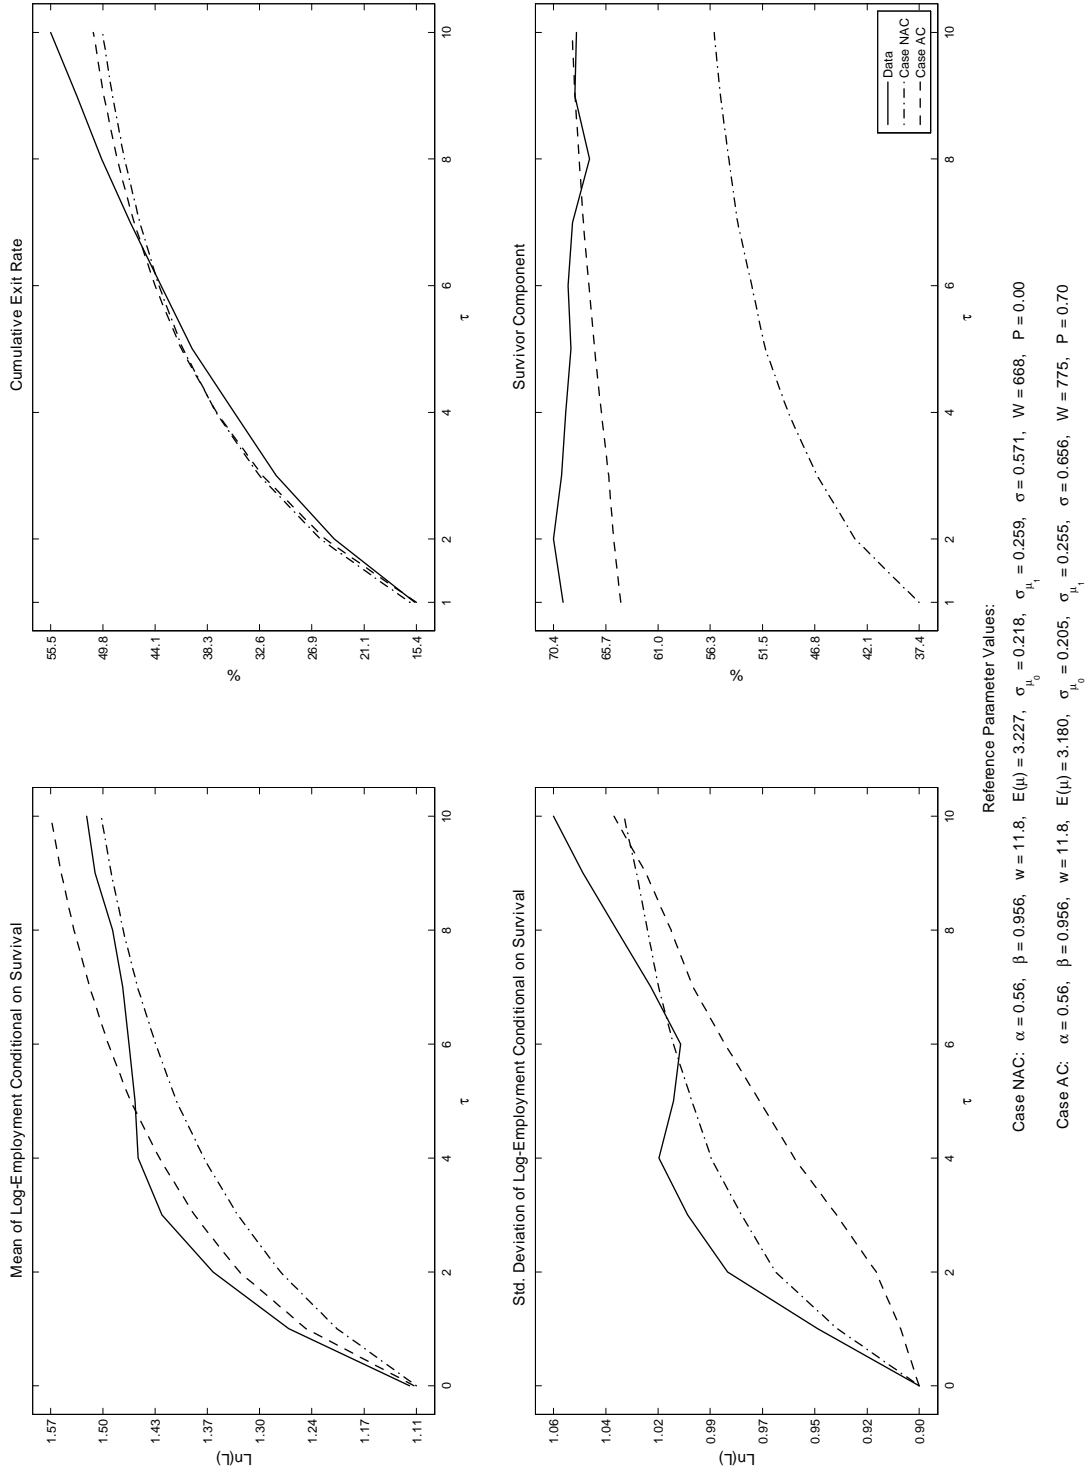 Mean of Log-Employment Conditional on Survival
1.57
1.50
1.43
1.37
1.30
1.24
1.17
1.11
Ln(L)
0 2 4 6 8 10
τ
Cumulative Exit Rate
55.5
49.8
44.1
38.3
32.6
26.9
21.1
15.4
%
1 2 4 6 8 10
τ
Std. Deviation of Log-Employment Conditional on Survival
1.06
1.04
1.02
0.99
0.97
0.95
0.92
0.90
Ln(L)
0 2 4 6 8 10
τ
Survivor Component
70.4
65.7
61.0
56.3
51.5
46.8
42.1
37.4
%
1 2 4 6 8 10
τ
Data
Case NAC
Case AC
Reference Parameter Values:
Case NAC: α = 0.56, β = 0.956, w = 11.8, E(μ) = 3.227, σμ0 = 0.218, σμ1 = 0.259, σ = 0.571, W = 668, P = 0.00
Case AC: α = 0.56, β = 0.956, w = 11.8, E(μ) = 3.180, σμ0 = 0.205, σμ1 = 0.255, σ = 0.656, W = 775, P = 0.70